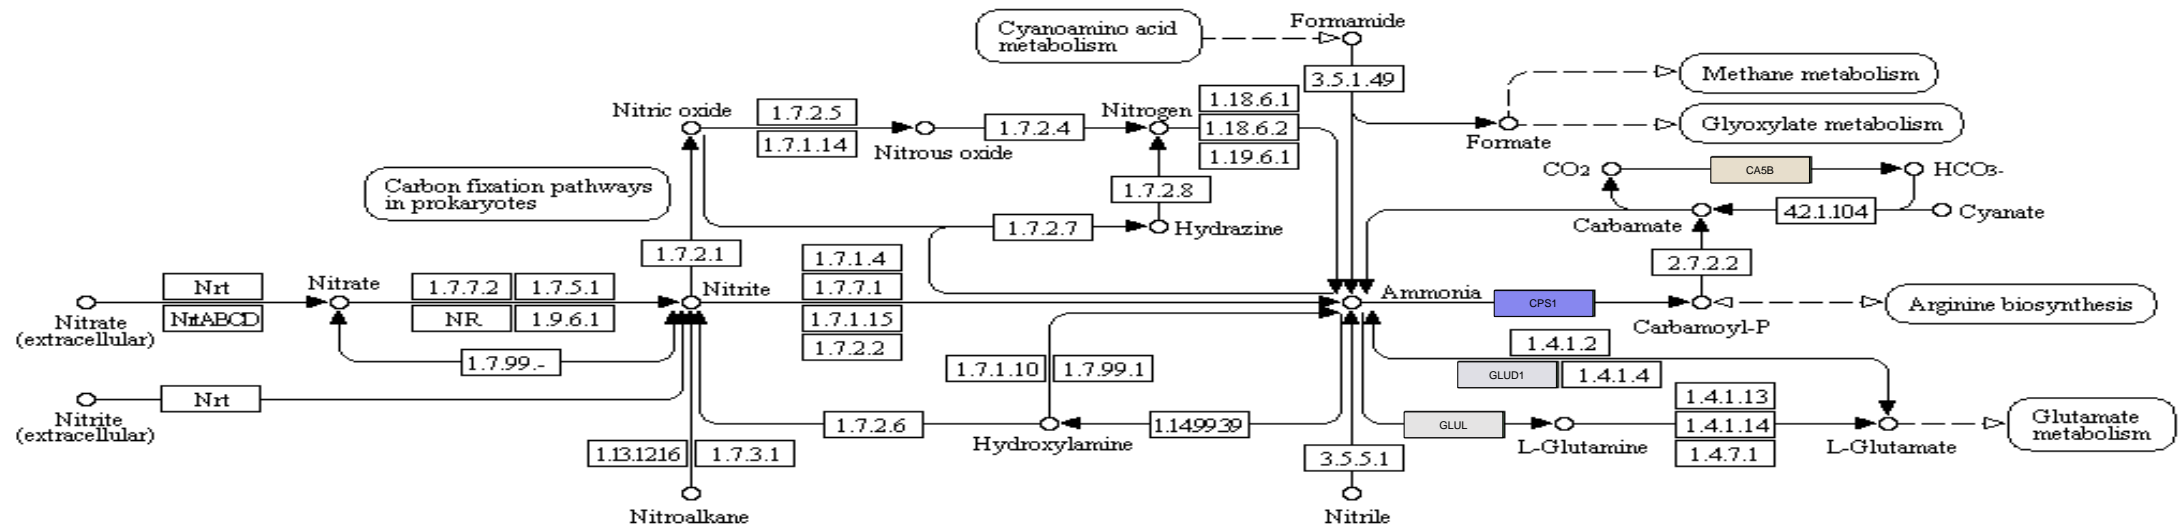 Formamide
Cyanoamino acid
metabolism
3.5.1.49
Methane metabolism
Nitric oxide
1.7.2.5
1.7.2.4
Nitrogen
1.18.6.1
1.18.6.2
1.19.6.1
Glyoxylate metabolism
1.7.1.14
Nitrous oxide
Formate
CO2
CA5B
HCO3-
Carbon fixation pathways
in prokaryotes
1.7.2.8
Carbamate
4.2.1.104
Cyanate
1.7.2.7
Hydrazine
1.7.2.1
2.7.2.2
Nrt
NrtABCD
Nitrate
1.7.7.2
1.7.5.1
NR
1.9.6.1
Nitrite
1.7.1.4
1.7.7.1
1.7.1.15
1.7.2.2
Ammonia
CPS1
Carbamoyl-P
Arginine biosynthesis
Nitrate
(extracellular)
1.7.99.-
1.7.1.10
1.7.99.1
1.4.1.2
GLUD1
1.4.1.4
Nrt
Nitrite
(extracellular)
1.7.2.6
Hydroxylamine
1.14.99.39
GLUL
L-Glutamine
1.4.1.13
1.4.1.14
1.4.7.1
L-Glutamate
Glutamate
metabolism
1.13.12.16
1.7.3.1
3.5.5.1
Nitroalkane
Nitrile